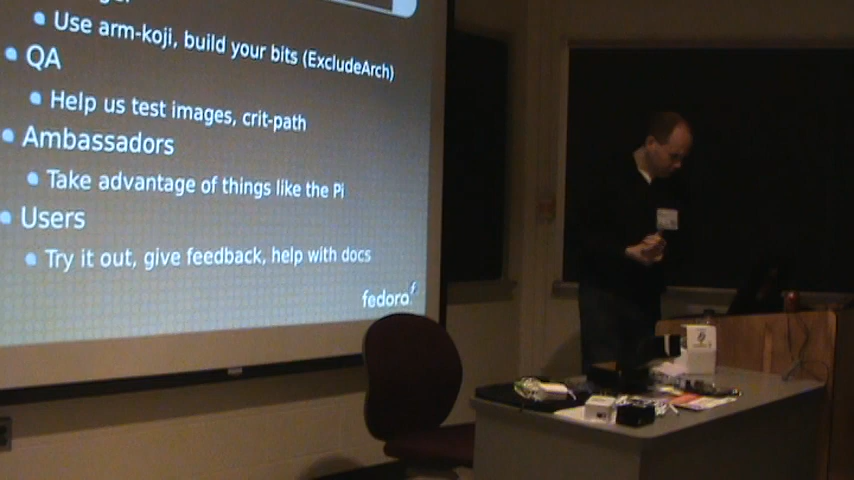 Use arm-koji, build your bits (ExcludeArch)
QA
Help us test images, crit-path
Ambassadors
Take advantage of things like the Pi
Users
Try it out, give feedback, help with docs
fedora